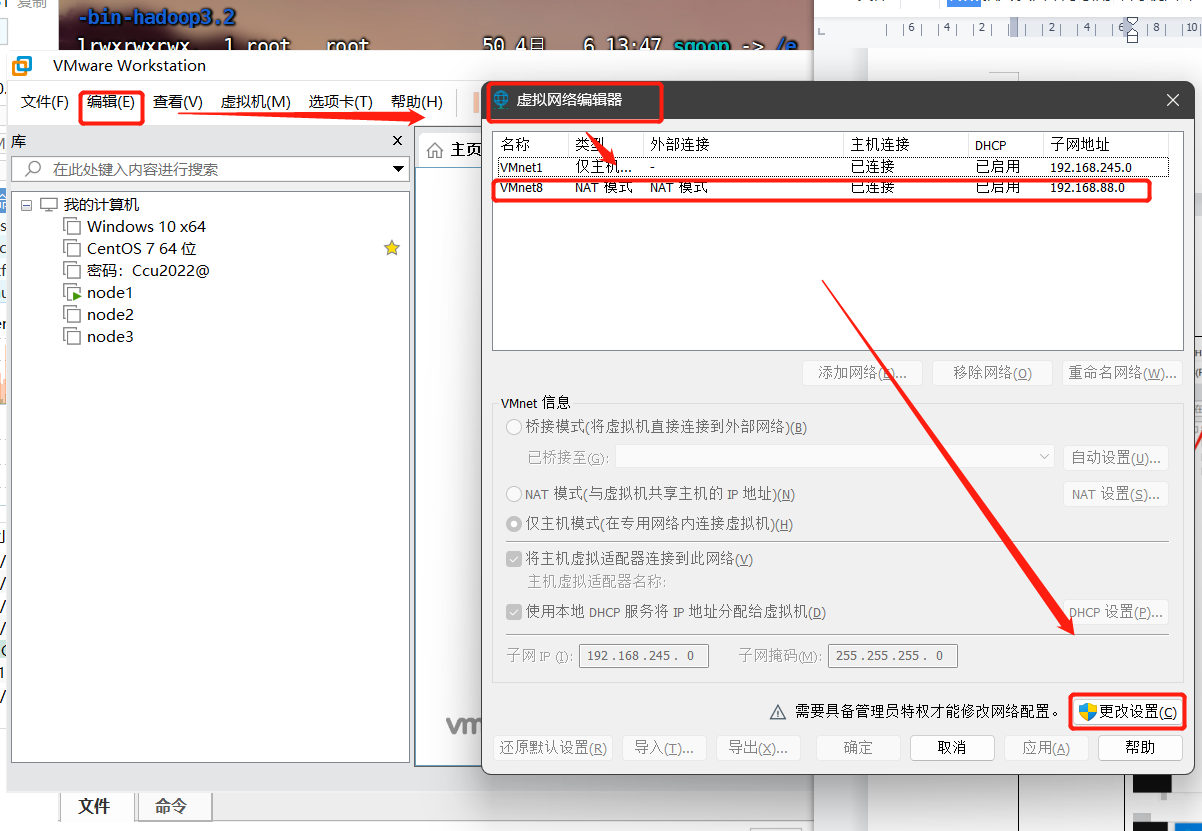 复制
-bin-hadoop3.2
lrwxrwxrwx 1 root root 50 4月 6 13:47 sqoop -> /e
| 6 | | 4 | | 2 | | 2 | | 4 | | 6 | 8 | | 10
VMware Workstation
文件(F) 编辑(E) 查看(V) 虚拟机(M) 选项卡(T) 帮助(H)
库
在此处键入内容进行搜索
我的计算机
Windows 10 x64
CentOS 7 64 位
密码：Ccu2022@
node1
node2
node3
主页
vm
虚拟网络编辑器
名称 类型 外部连接 主机连接 DHCP 子网地址
VMnet1 仅主机... - 已连接 已启用 192.168.245.0
VMnet8 NAT 模式 NAT 模式 已连接 已启用 192.168.88.0
添加网络(E)... 移除网络(O) 重命名网络(W)...
VMnet 信息
桥接模式(将虚拟机直接连接到外部网络)(B)
已桥接至(G): 自动设置(U)...
NAT 模式(与虚拟机共享主机的 IP 地址)(N) NAT 设置(S)...
仅主机模式(在专用网络内连接虚拟机)(H)
将主机虚拟适配器连接到此网络(V)
主机虚拟适配器名称:
使用本地 DHCP 服务将 IP 地址分配给虚拟机(D) DHCP 设置(P)...
子网 IP (I): 192 .168 .245 . 0 子网掩码(M): 255 .255 .255 . 0
需要具备管理员特权才能修改网络配置。 更改设置(C)
还原默认设置(R) 导入(T)... 导出(X)... 确定 取消 应用(A) 帮助
文件 命令